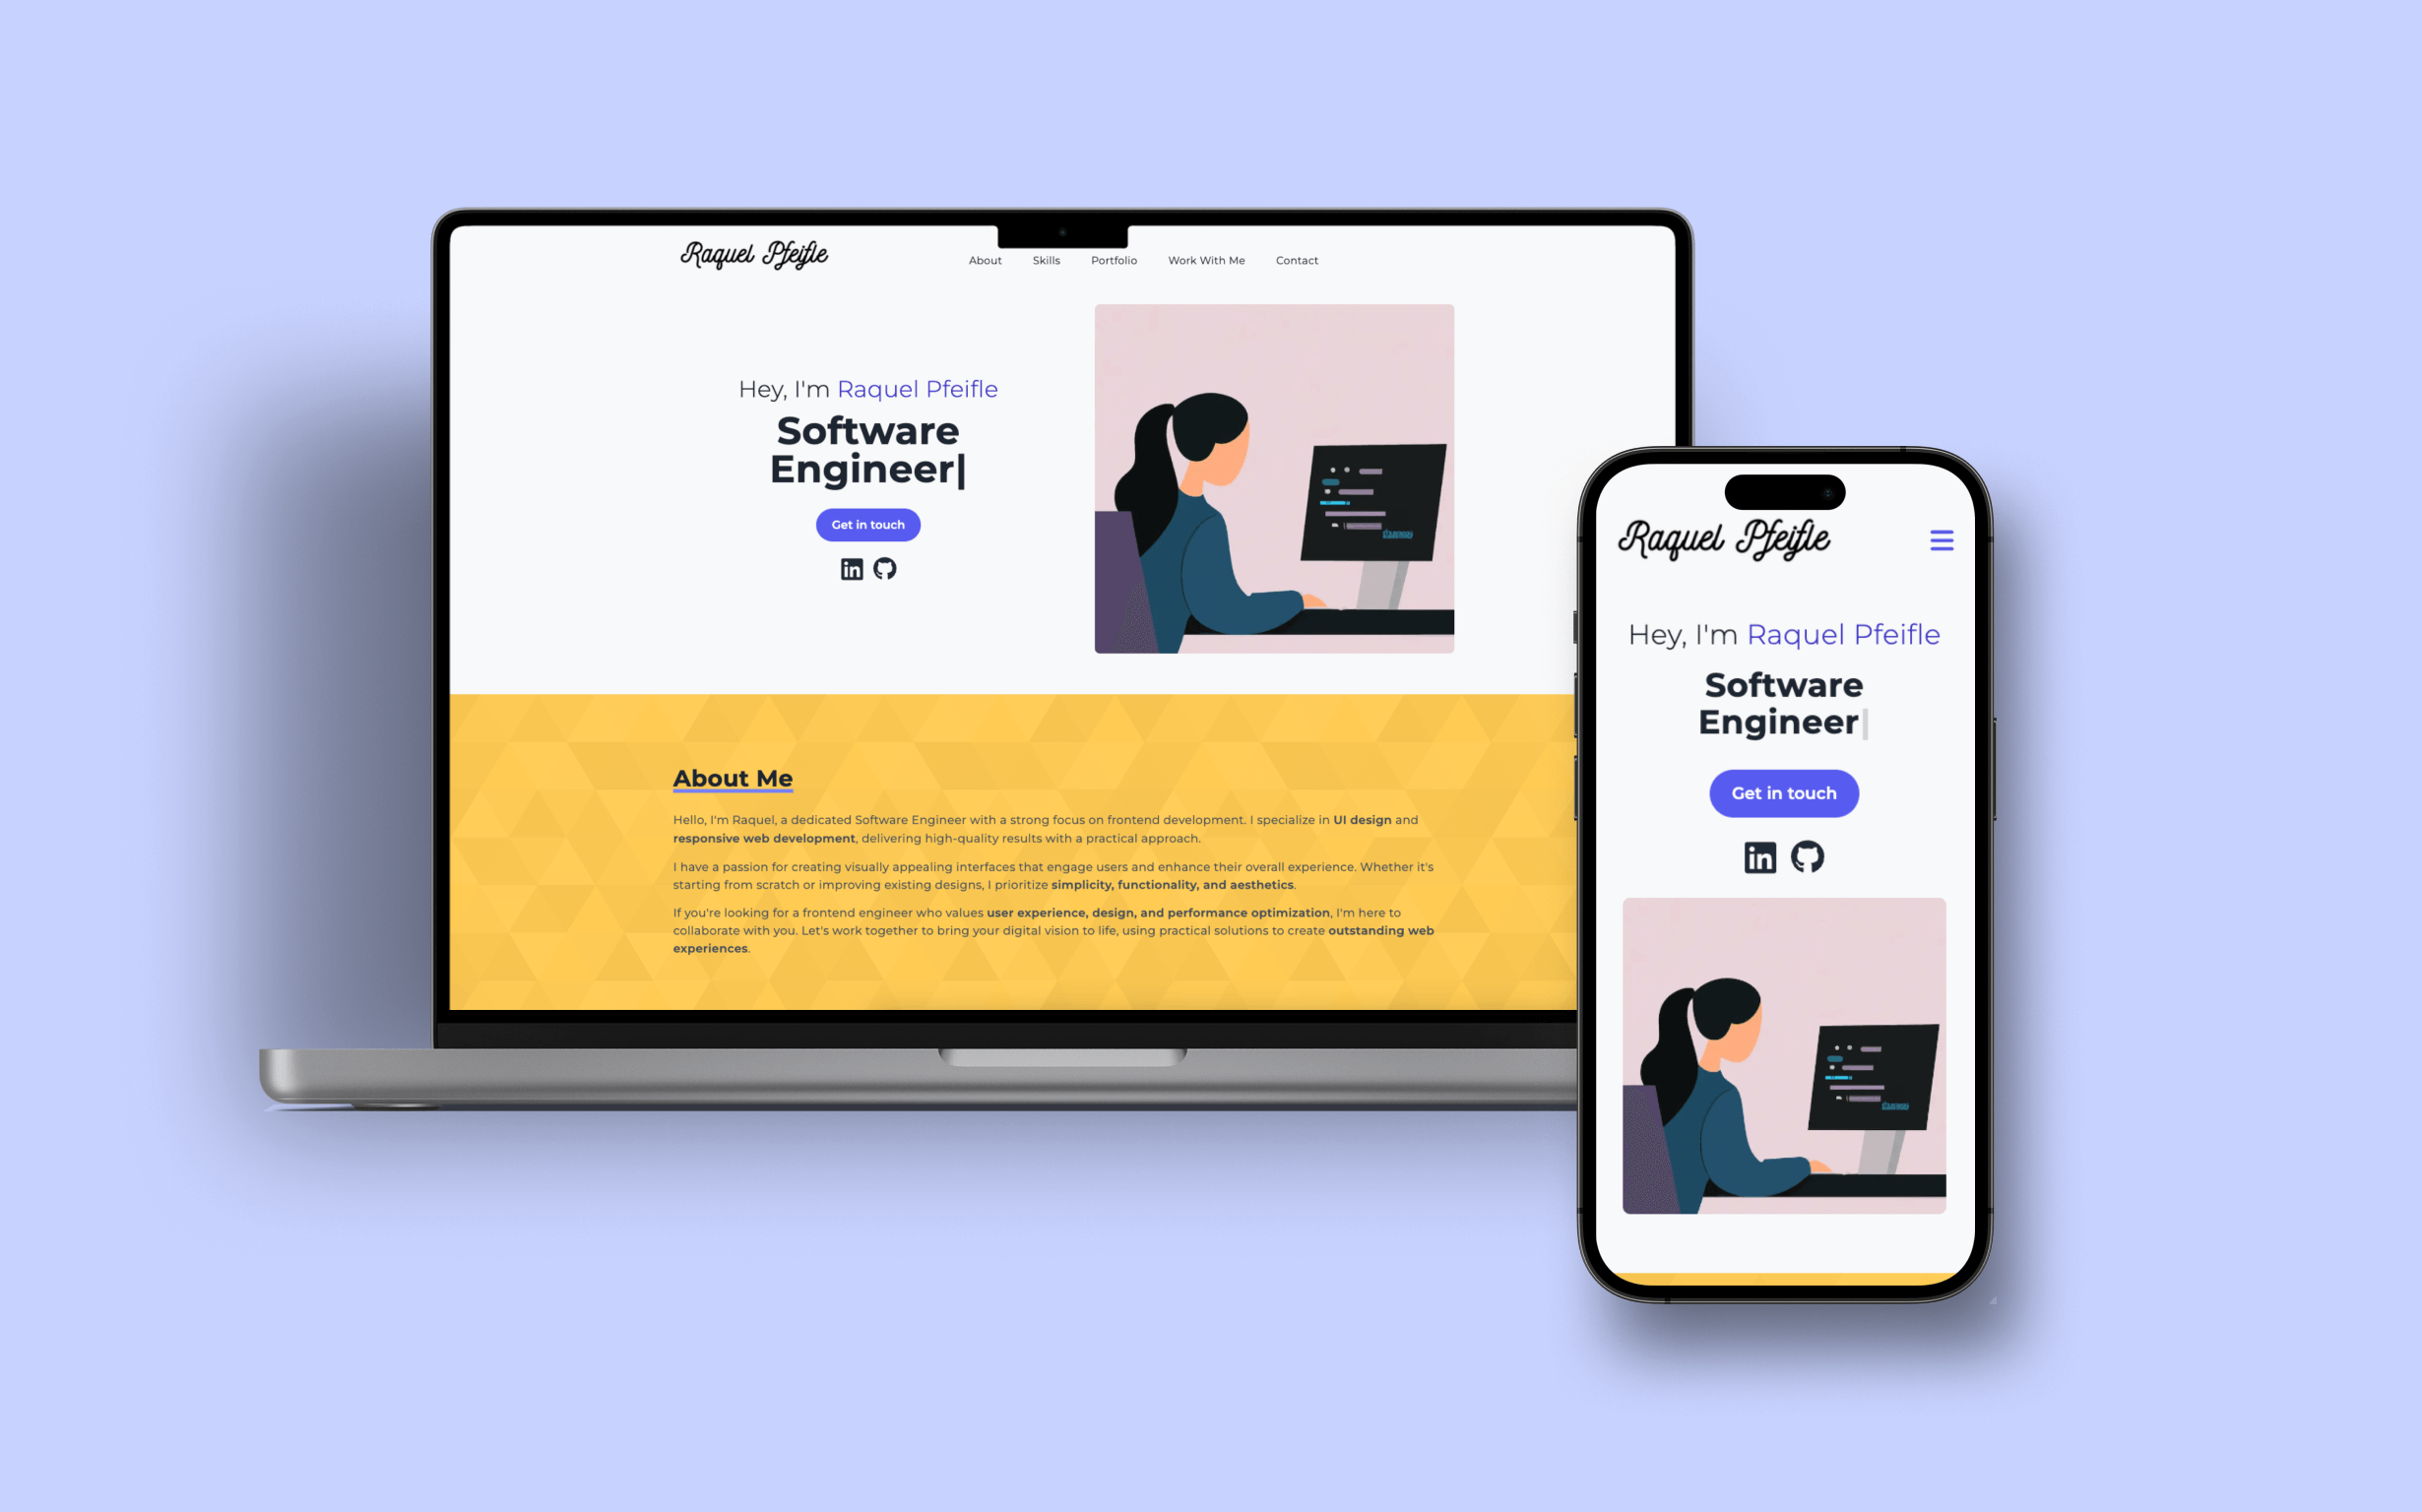 Raquel Pfeifle
About Skills Portfolio Work With Me Contact
Hey, I'm Raquel Pfeifle
Software
Engineer|
Get in touch
in
About Me
Hello, I'm Raquel, a dedicated Software Engineer with a strong focus on frontend development. I specialize in UI design and
responsive web development, delivering high-quality results with a practical approach.
I have a passion for creating visually appealing interfaces that engage users and enhance their overall experience. Whether it's
starting from scratch or improving existing designs, I prioritize simplicity, functionality, and aesthetics.
If you're looking for a frontend engineer who values user experience, design, and performance optimization, I'm here to
collaborate with you. Let's work together to bring your digital vision to life, using practical solutions to create outstanding web
experiences.
Raquel Pfeifle
Hey, I'm Raquel Pfeifle
Software
Engineer|
Get in touch
in